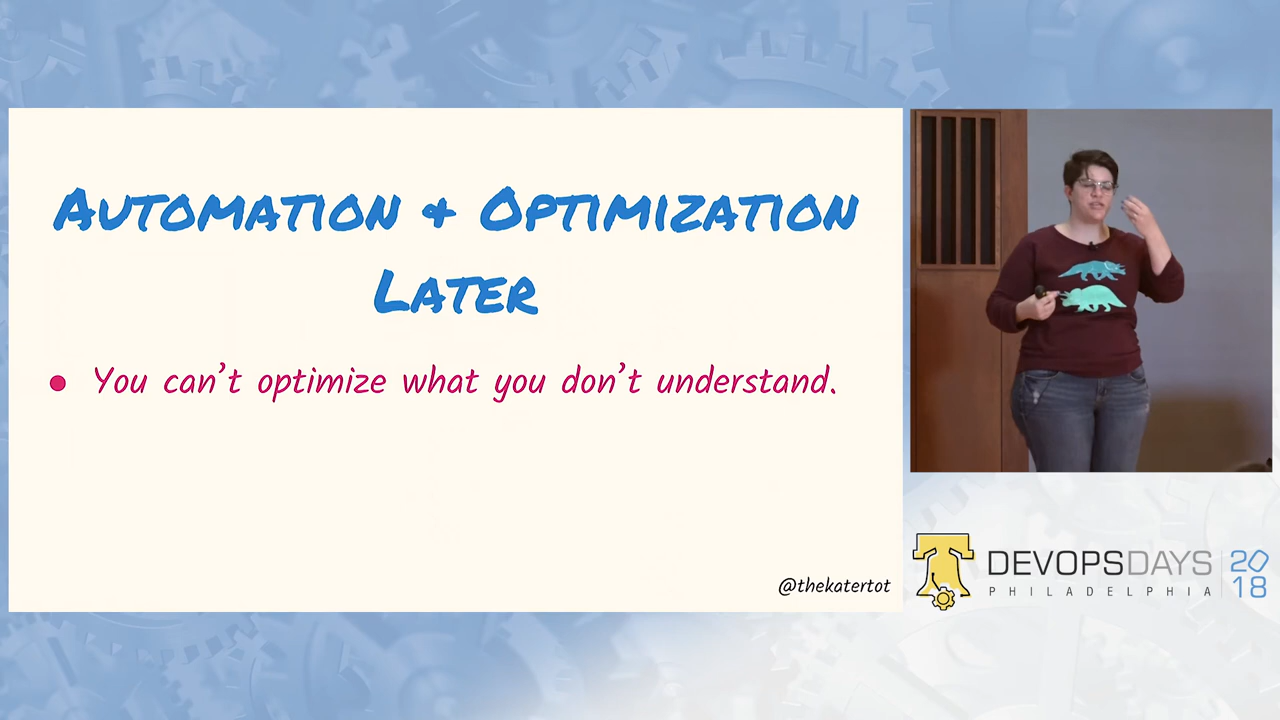 Automation & Optimization
Later
● You can't optimize what you don't understand.
@thekatertot
DEVOPSDAYS
PHILADELPHIA
20
18